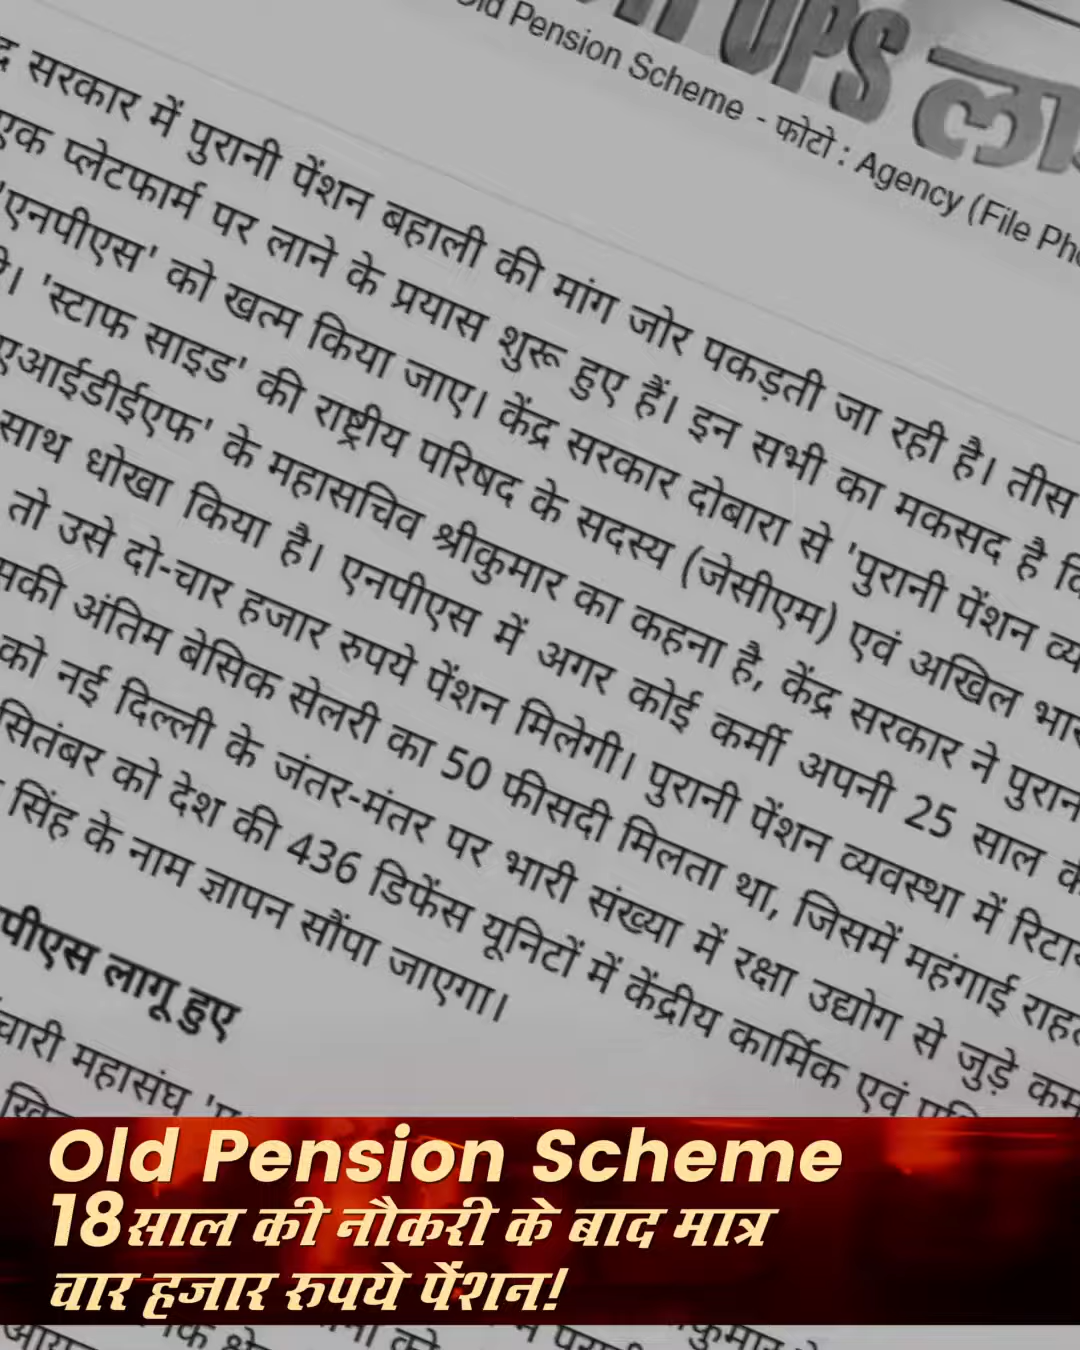 UPS
Old Pension Scheme - फोटो : Agency (File
सरकार में पुरानी पेंशन बहाली की मांग जोर पकड़ती जा रही है। तीस
एक प्लेटफार्म पर लाने के प्रयास शुरू हुए हैं। इन सभी का मकसद है
'एनपीएस' को खत्म किया जाए। केंद्र सरकार दोबारा से 'पुरानी पेंशन
'स्टाफ साइड' की राष्ट्रीय परिषद के सदस्य (जेसीएम) एवं अखिल
एआईडीईएफ' के महासचिव श्रीकुमार का कहना है, केंद्र सरकार ने
साथ धोखा किया है। एनपीएस में अगर कोई कर्मी अपनी 25 साल
तो उसे दो-चार हजार रुपये पेंशन मिलेगी। पुरानी पेंशन व्यवस्था में
अंतिम बेसिक सेलरी का 50 फीसदी मिलता था, जिसमें महंगाई
को नई दिल्ली के जंतर-मंतर पर भारी संख्या में रक्षा उद्योग से जुड़े
सितंबर को देश की 436 डिफेंस यूनिटों में केंद्रीय कार्मिक एवं
सिंह के नाम ज्ञापन सौंपा जाएगा।
लागू हुए
महासंघ
Old Pension Scheme
18साल की नौकरी के बाद मात्र
चार हजार रुपये पेंशन!